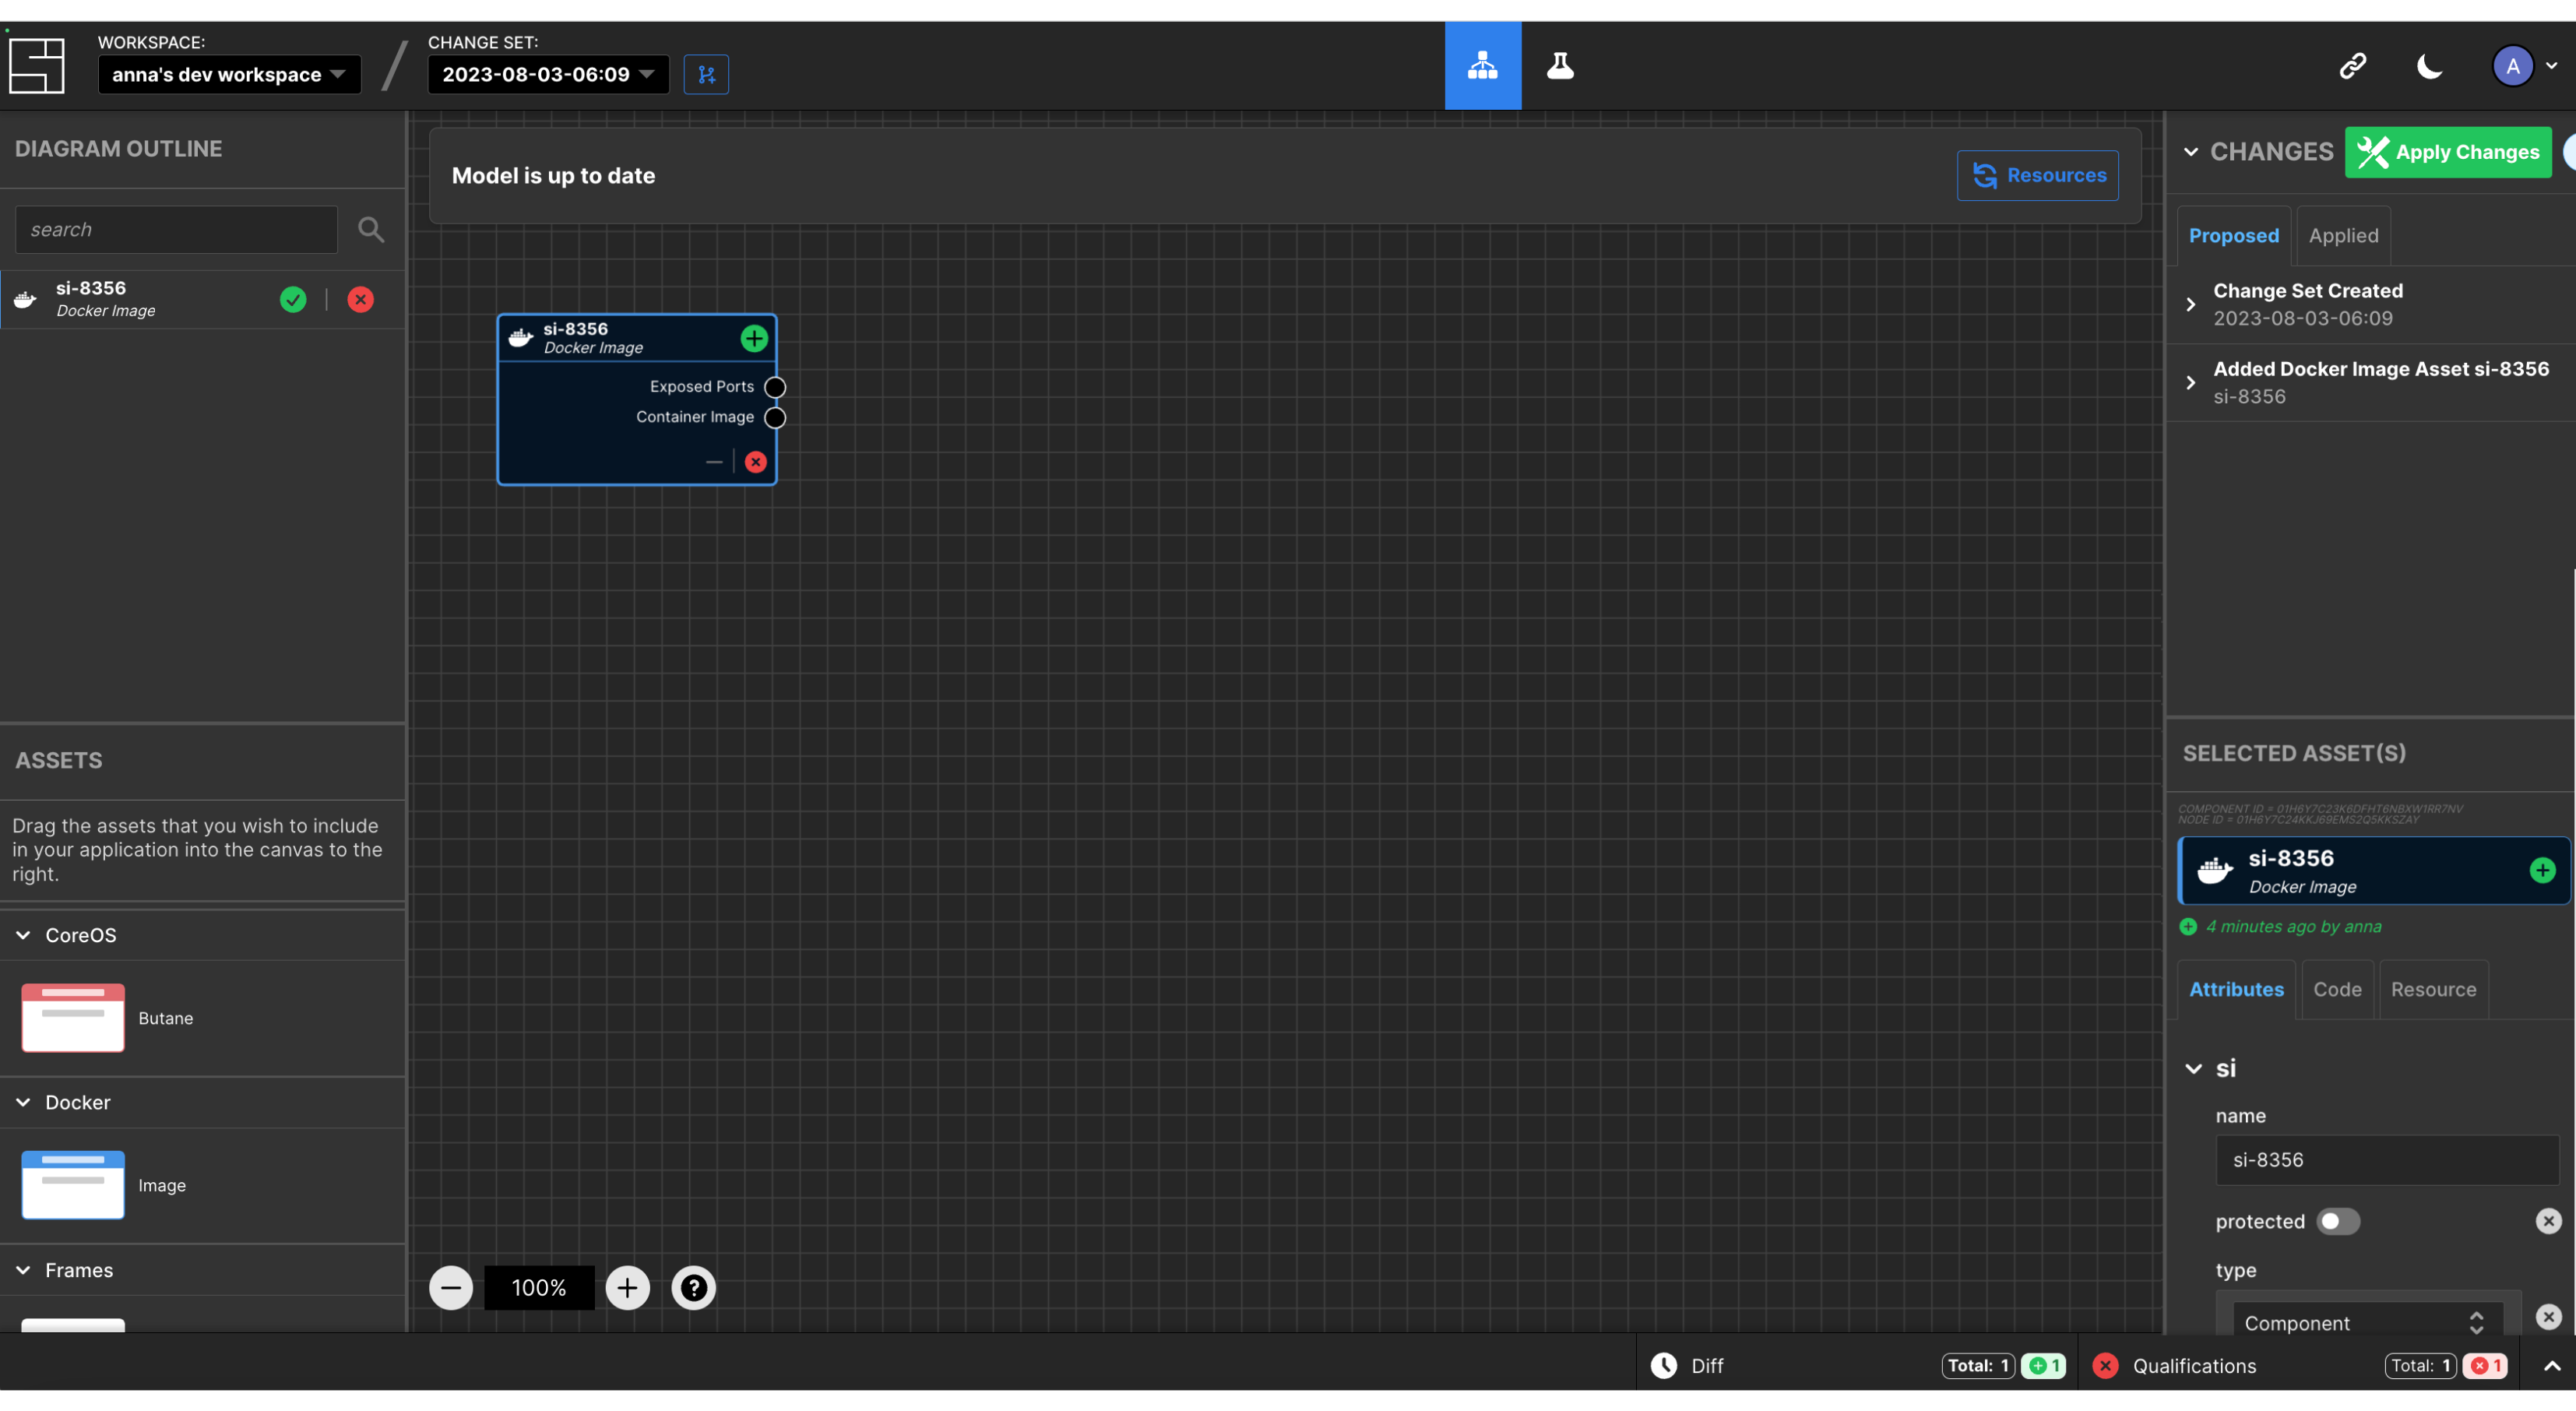 WORKSPACE:
anna's dev workspace
CHANGE SET:
2023-08-03-06:09
A
DIAGRAM OUTLINE
search
si-8356
Docker Image
Model is up to date
Resources
si-8356
Docker Image
Exposed Ports
Container Image
CHANGES
Apply Changes
Proposed
Applied
Change Set Created
2023-08-03-06:09
Added Docker Image Asset si-8356
si-8356
ASSETS
Drag the assets that you wish to include
in your application into the canvas to the
right.
CoreOS
Butane
Docker
Image
Frames
100%
SELECTED ASSET(S)
COMPONENT ID = 01H6Y7C23K6DFHT6NBXW1RR7NV
NODE ID = 01H6Y7C24KKJ69EMS2Q5KKSZAY
si-8356
Docker Image
4 minutes ago by anna
Attributes
Code
Resource
si
name
si-8356
protected
type
Component
Diff
Total: 1
1
Qualifications
Total: 1
1